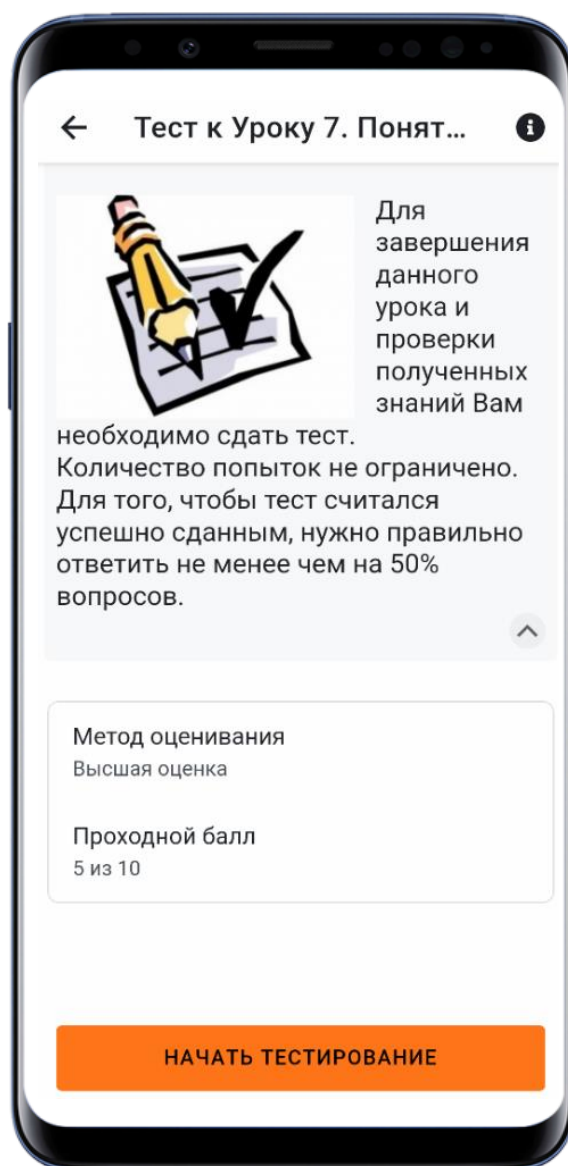 Тест к Уроку 7. Понят...
Для
завершения
данного
урока и
проверки
полученных
знаний Вам
необходимо сдать тест.
Количество попыток не ограничено.
Для того, чтобы тест считался
успешно сданным, нужно правильно
ответить не менее чем на 50%
вопросов.
Метод оценивания
Высшая оценка
Проходной балл
5 из 10
НАЧАТЬ ТЕСТИРОВАНИЕ